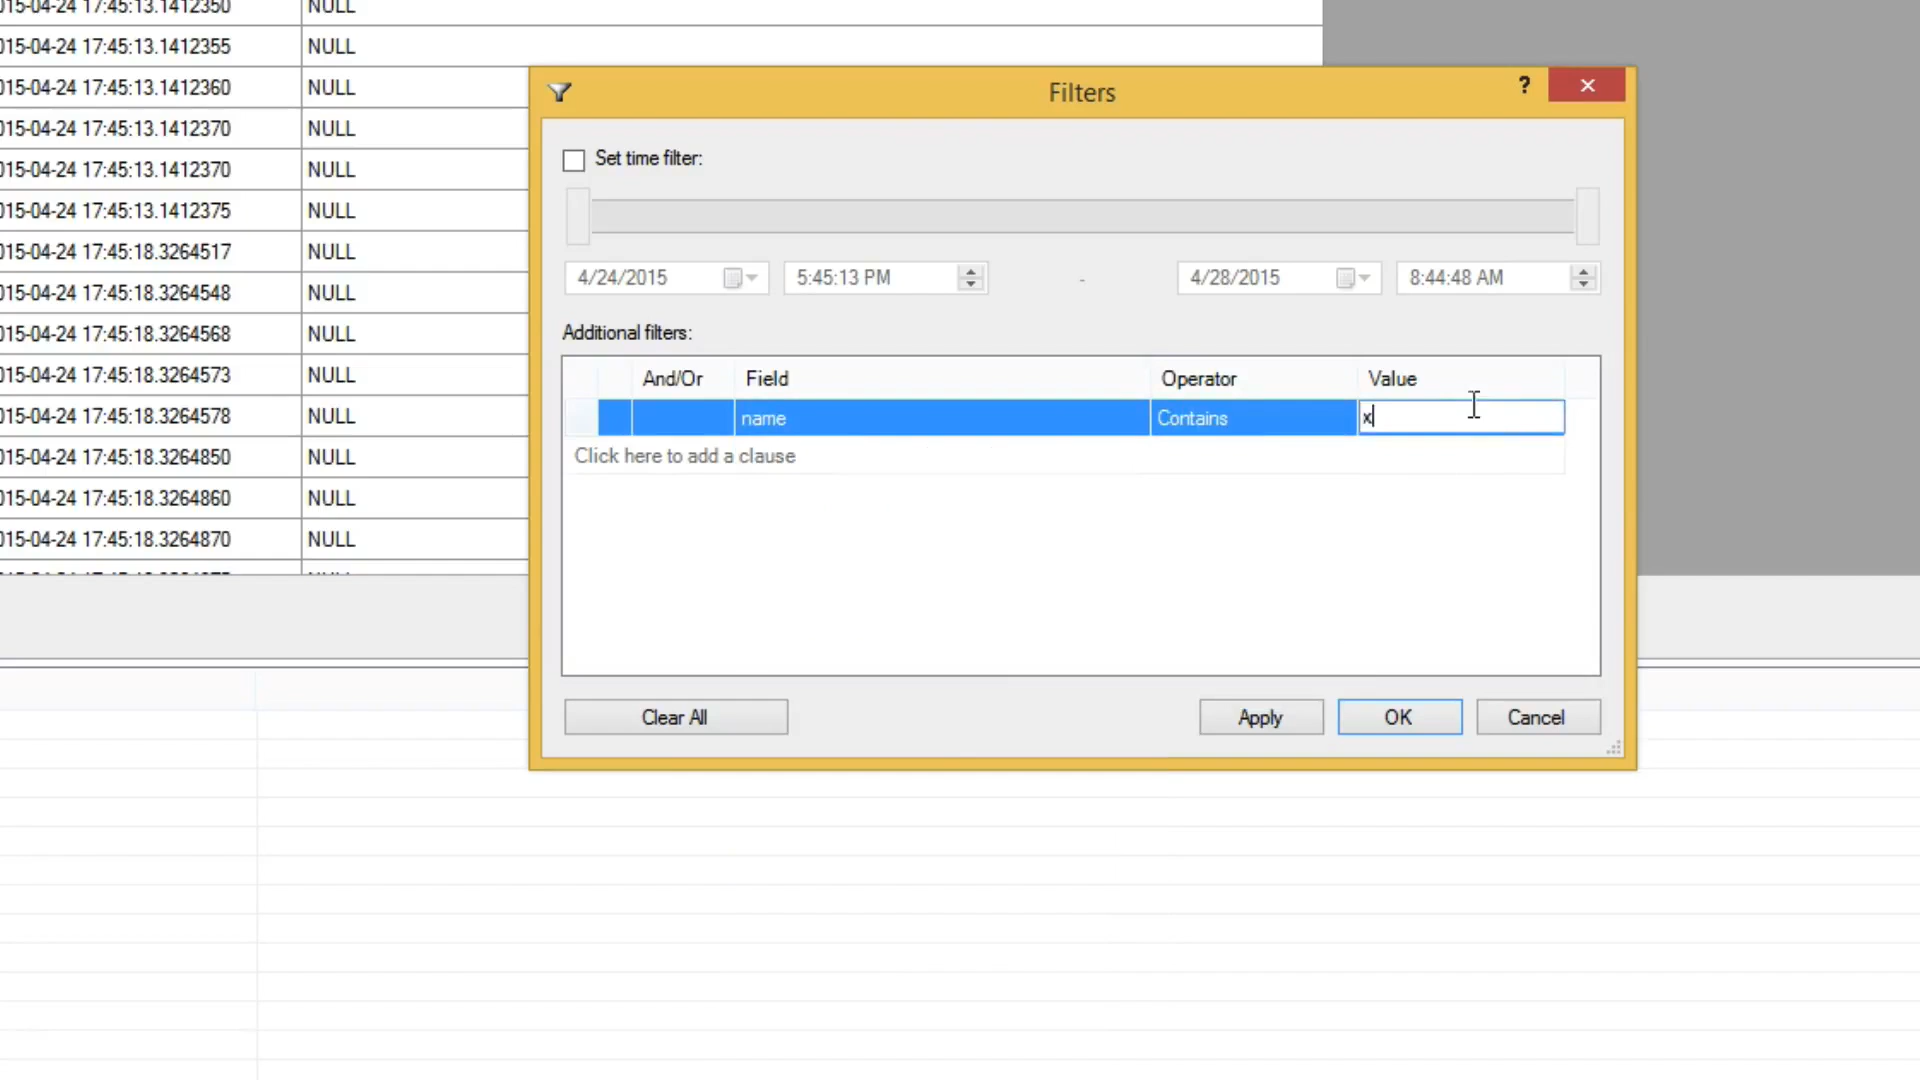 015-04-24 17:45:13.1412350 NULL
015-04-24 17:45:13.1412355 NULL
015-04-24 17:45:13.1412360 NULL
015-04-24 17:45:13.1412370 NULL
015-04-24 17:45:13.1412370 NULL
015-04-24 17:45:13.1412375 NULL
015-04-24 17:45:18.3264517 NULL
015-04-24 17:45:18.3264548 NULL
015-04-24 17:45:18.3264568 NULL
015-04-24 17:45:18.3264573 NULL
015-04-24 17:45:18.3264578 NULL
015-04-24 17:45:18.3264850 NULL
015-04-24 17:45:18.3264860 NULL
015-04-24 17:45:18.3264870 NULL
Filters
?
Set time filter:
4/24/2015 5:45:13 PM - 4/28/2015 8:44:48 AM
Additional filters:
And/Or Field Operator Value
name Contains x
Click here to add a clause
Clear All Apply OK Cancel